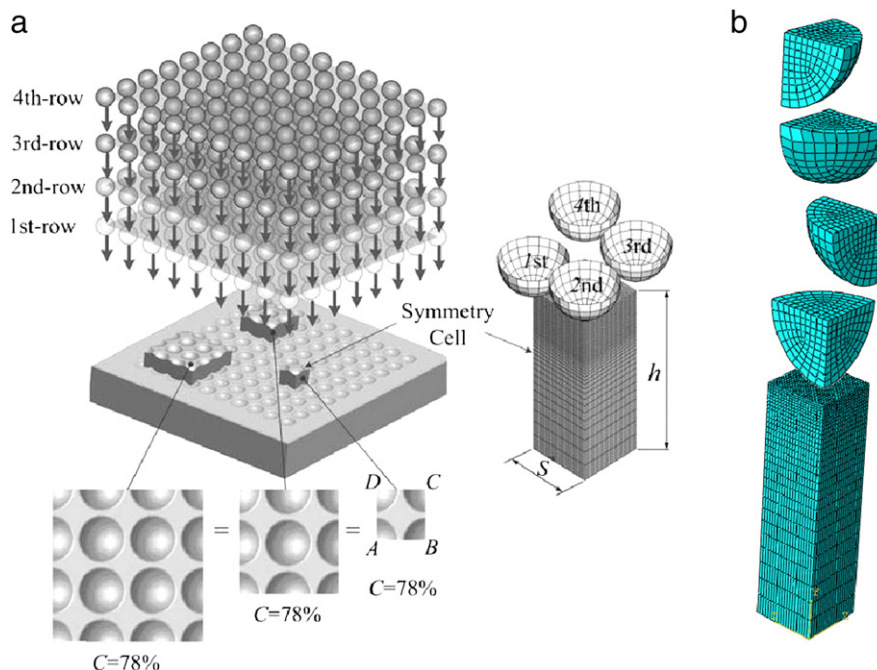 a
b
4th-row
3rd-row
2nd-row
1st-row
4th
1st
3rd
2nd
Symmetry
Cell
h
S
D C
= =
A B
C=78%
C=78%
C=78%